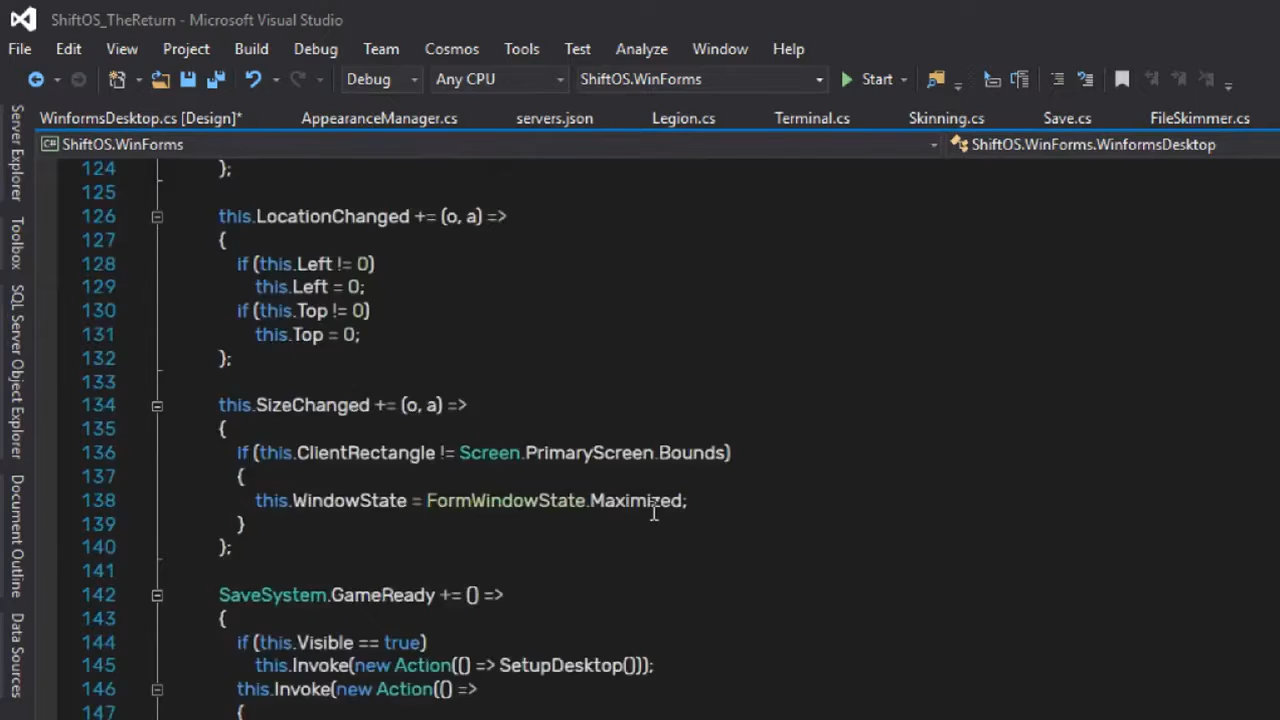 ShiftOS_TheReturn - Microsoft Visual Studio
File Edit View Project Build Debug Team Cosmos Tools Test Analyze Window Help
Debug Any CPU ShiftOS.WinForms Start
WinformsDesktop.cs [Design]* AppearanceManager.cs servers.json Legion.cs Terminal.cs Skinning.cs Save.cs FileSkimmer.cs
ShiftOS.WinForms ShiftOS.WinForms.WinformsDesktop
Server Explorer
Toolbox
SQL Server Object Explorer
Document Outline
Data Sources
124 };
125
126 this.LocationChanged += (o, a) =>
127 {
128 if (this.Left != 0)
129 this.Left = 0;
130 if (this.Top != 0)
131 this.Top = 0;
132 };
133
134 this.SizeChanged += (o, a) =>
135 {
136 if (this.ClientRectangle != Screen.PrimaryScreen.Bounds)
137 {
138 this.WindowState = FormWindowState.Maximized;
139 }
140 };
141
142 SaveSystem.GameReady += () =>
143 {
144 if (this.Visible == true)
145 this.Invoke(new Action(() => SetupDesktop()));
146 this.Invoke(new Action(() =>
147 {